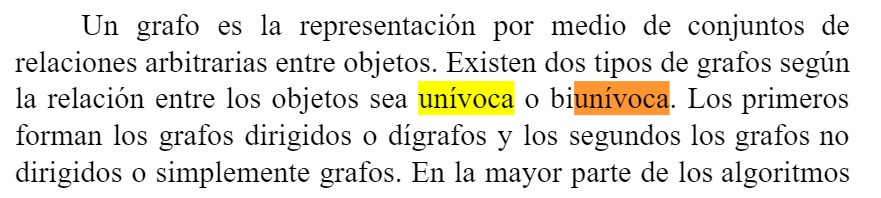 Un grafo es la representación por medio de conjuntos de
relaciones arbitrarias entre objetos. Existen dos tipos de grafos según
la relación entre los objetos sea unívoca o biunívoca. Los primeros
forman los grafos dirigidos o dígrafos y los segundos los grafos no
dirigidos o simplemente grafos. En la mayor parte de los algoritmos